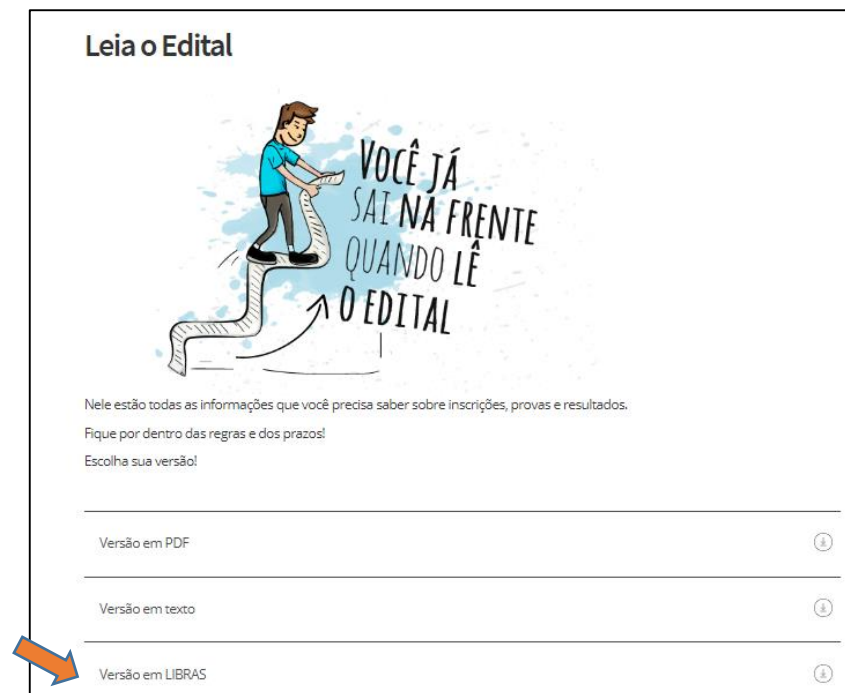 Leia o Edital
VOCÊ JÁ
SAI NA FRENTE
QUANDO LÊ
O EDITAL
Nele estão todas as informações que você precisa saber sobre inscrições, provas e resultados.
Fique por dentro das regras e dos prazos!
Escolha sua versão!
Versão em PDF
Versão em texto
Versão em LIBRAS